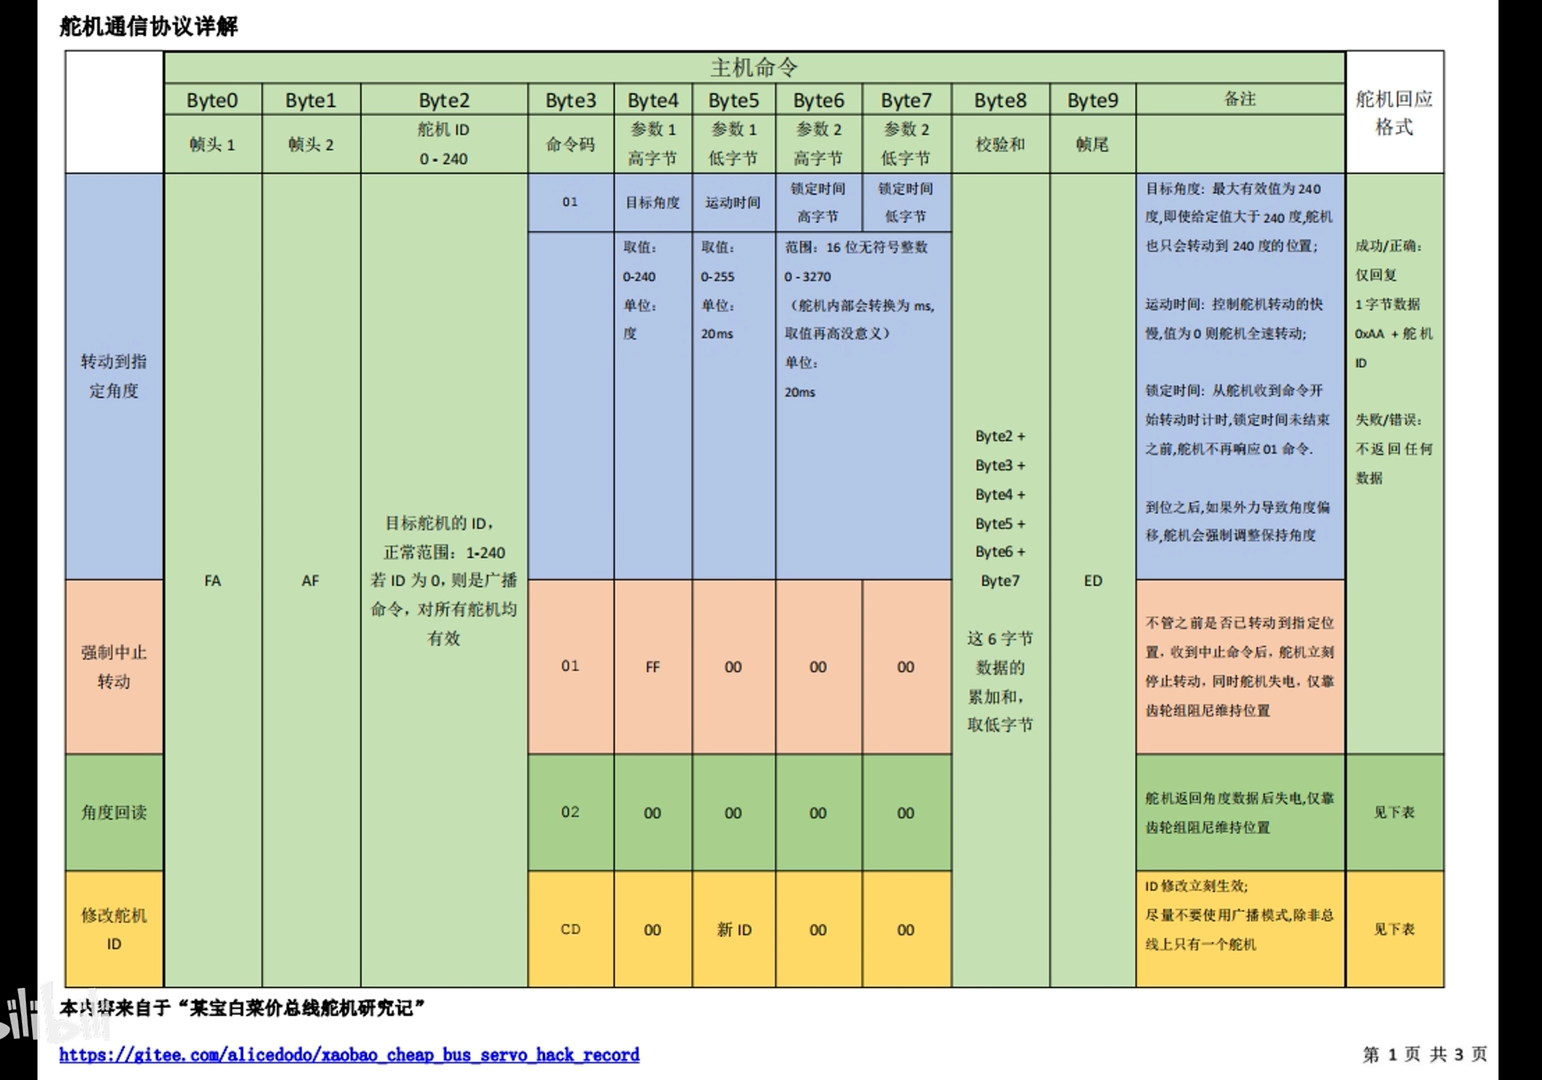 舵机通信协议详解
主机命令
Byte0
Byte1
Byte2
Byte3
Byte4
Byte5
Byte6
Byte7
Byte8
Byte9
备注
舵机回应
格式
帧头 1
帧头 2
舵机 ID
0 - 240
命令码
参数 1
高字节
参数 1
低字节
参数 2
高字节
参数 2
低字节
校验和
帧尾
转动到指
定角度
FA
AF
目标舵机的 ID，
正常范围：1-240
若 ID 为 0，则是广播
命令，对所有舵机均
有效
01
目标角度
运动时间
锁定时间
高字节
锁定时间
低字节
取值：
0-240
单位：
度
取值：
0-255
单位：
20ms
范围：16 位无符号整数
0 - 3270
（舵机内部会转换为 ms,
取值再高没意义）
单位：
20ms
Byte2 +
Byte3 +
Byte4 +
Byte5 +
Byte6 +
Byte7
这 6 字节
数据的
累加和，
取低字节
ED
目标角度：最大有效值为 240
度,即使给定值大于 240 度,舵机
也只会转动到 240 度的位置;
运动时间：控制舵机转动的快
慢,值为 0 则舵机全速转动;
锁定时间：从舵机收到命令开
始转动时计时,锁定时间未结束
之前,舵机不再响应 01 命令.
到位之后,如果外力导致角度偏
移,舵机会强制调整保持角度
成功/正确：
仅回复
1 字节数据
0xAA + 舵机
ID
失败/错误：
不返回任何
数据
强制中止
转动
01
FF
00
00
00
不管之前是否已转动到指定位
置，收到中止命令后，舵机立刻
停止转动，同时舵机失电，仅靠
齿轮组阻尼维持位置
角度回读
02
00
00
00
00
舵机返回角度数据后失电,仅靠
齿轮组阻尼维持位置
见下表
修改舵机
ID
CD
00
新 ID
00
00
ID 修改立刻生效;
尽量不要使用广播模式,除非总
线上只有一个舵机
见下表
本内容来自于“某宝白菜价总线舵机研究记”
https://gitee.com/alicedodo/xaobao_cheap_bus_servo_hack_record
第 1 页 共 3 页